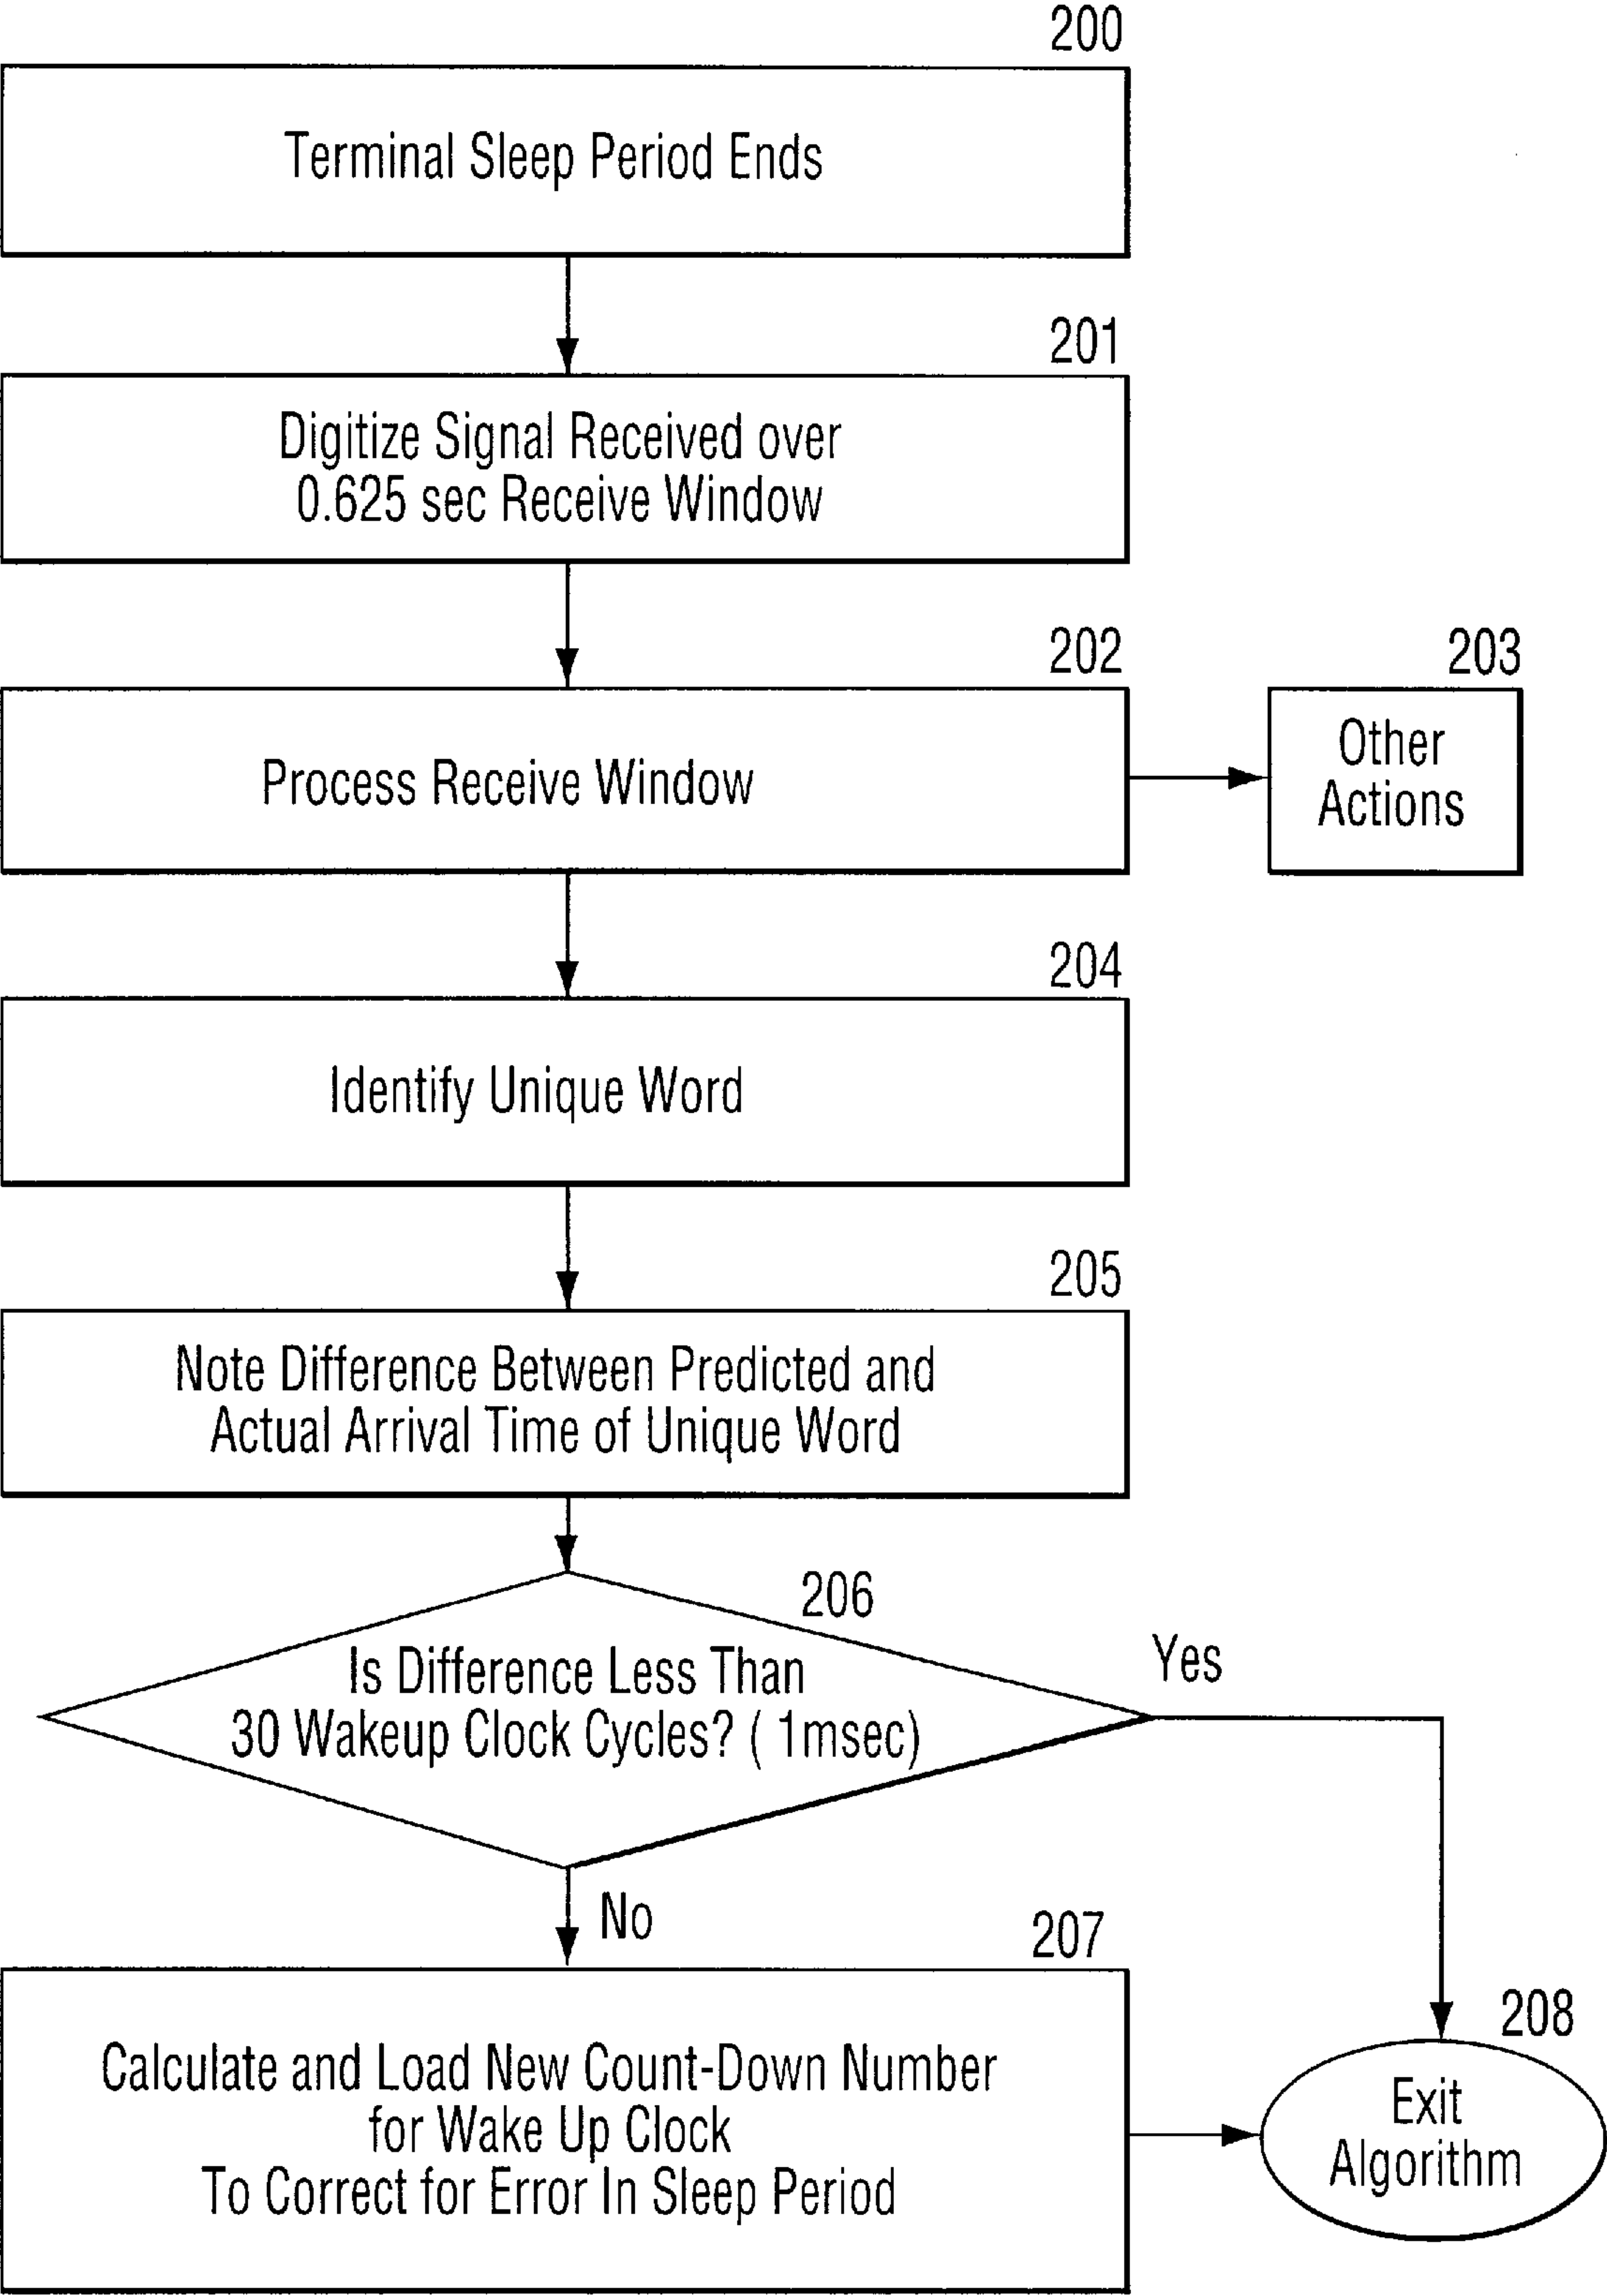 200
Terminal Sleep Period Ends
201
Digitize Signal Received over
0.625 sec Receive Window
202
Process Receive Window
203
Other
Actions
204
Identify Unique Word
205
Note Difference Between Predicted and
Actual Arrival Time of Unique Word
206
Is Difference Less Than
30 Wakeup Clock Cycles? ( 1msec)
Yes
No
207
Calculate and Load New Count-Down Number
for Wake Up Clock
To Correct for Error In Sleep Period
208
Exit
Algorithm